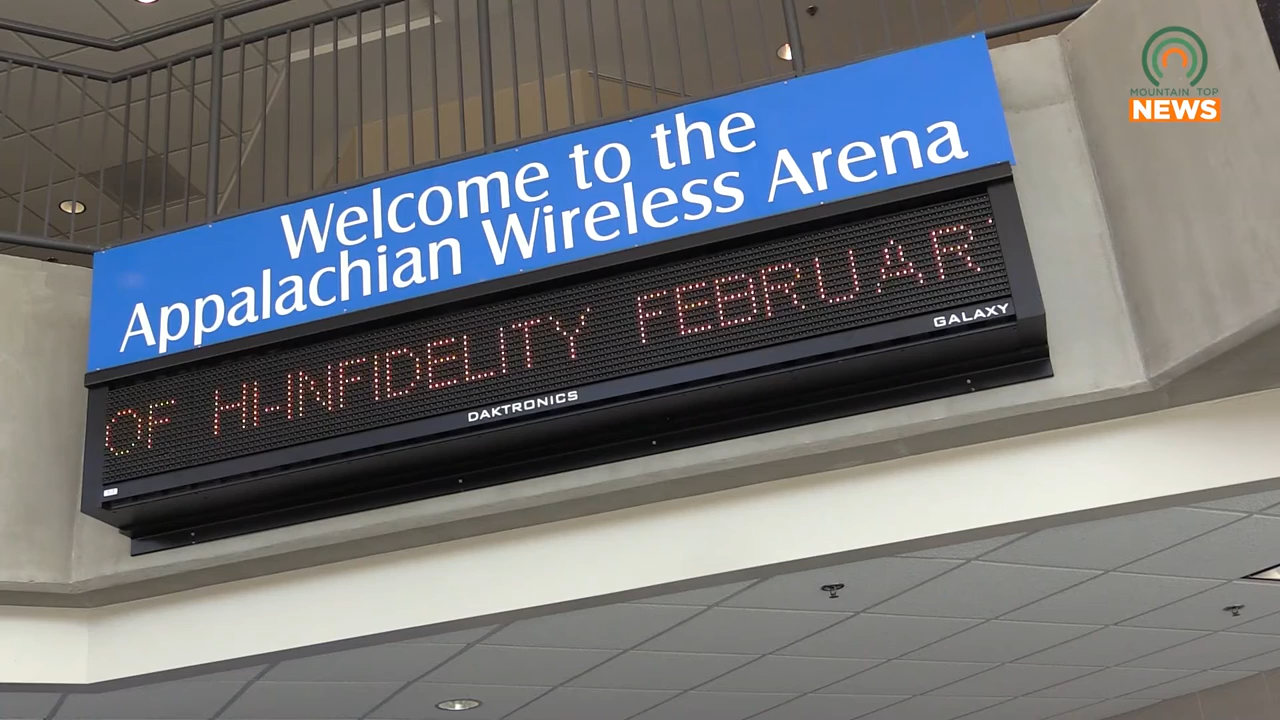 MOUNTAIN TOP
NEWS
Welcome to the
Appalachian Wireless Arena
OF HI-INFIDELITY FEBRUAR
GALAXY
DAKTRONICS